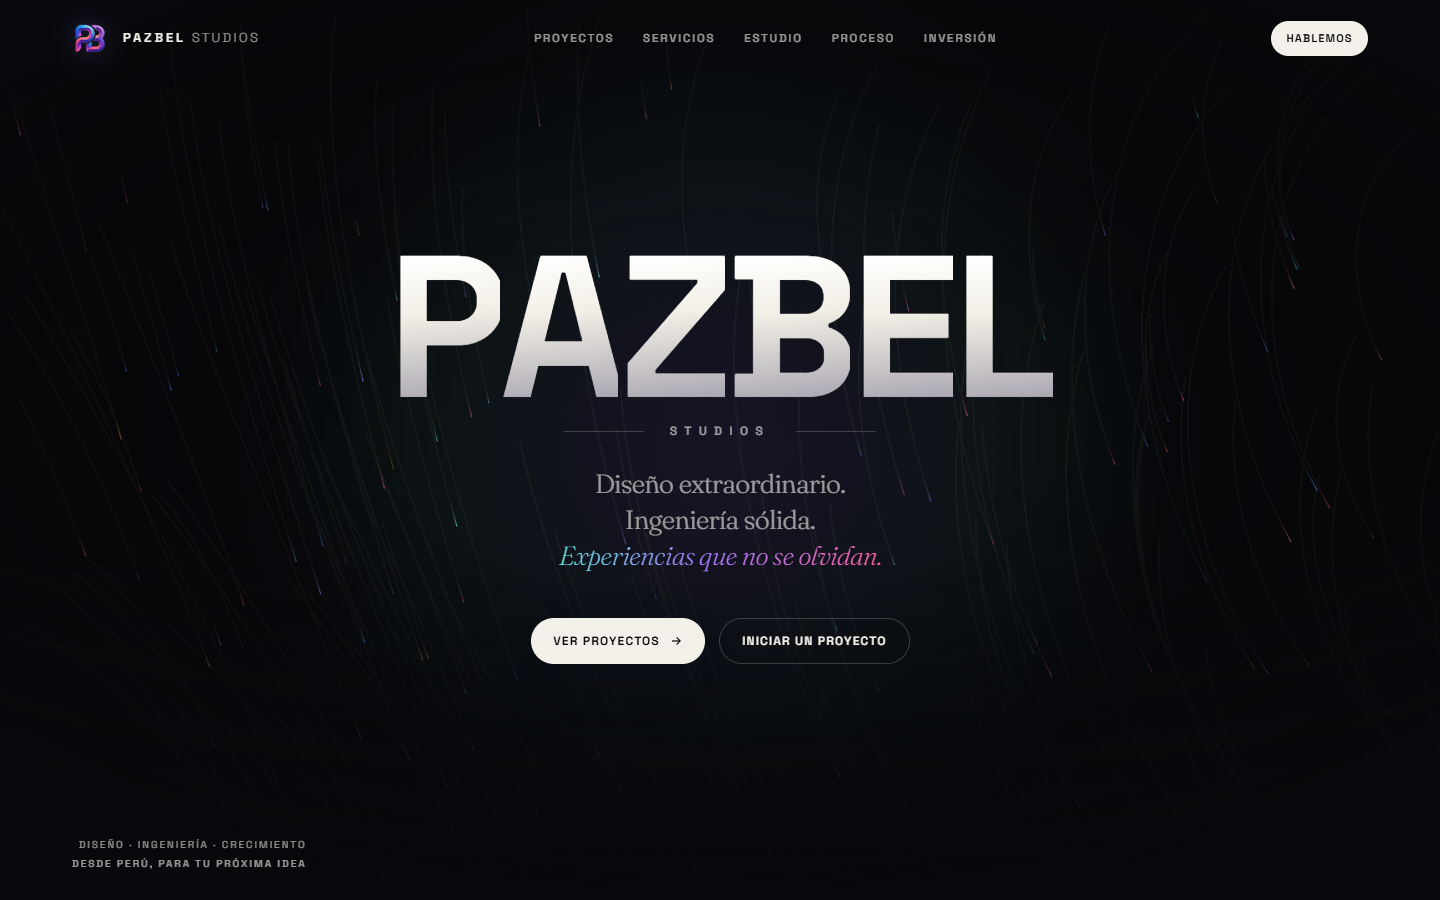 PB
PAZBEL STUDIOS
PROYECTOS
SERVICIOS
ESTUDIO
PROCESO
INVERSIÓN
HABLEMOS
PAZBEL
STUDIOS
Diseño extraordinario.
Ingeniería sólida.
Experiencias que no se olvidan.
VER PROYECTOS →
INICIAR UN PROYECTO
DISEÑO · INGENIERÍA · CRECIMIENTO
DESDE PERÚ, PARA TU PRÓXIMA IDEA